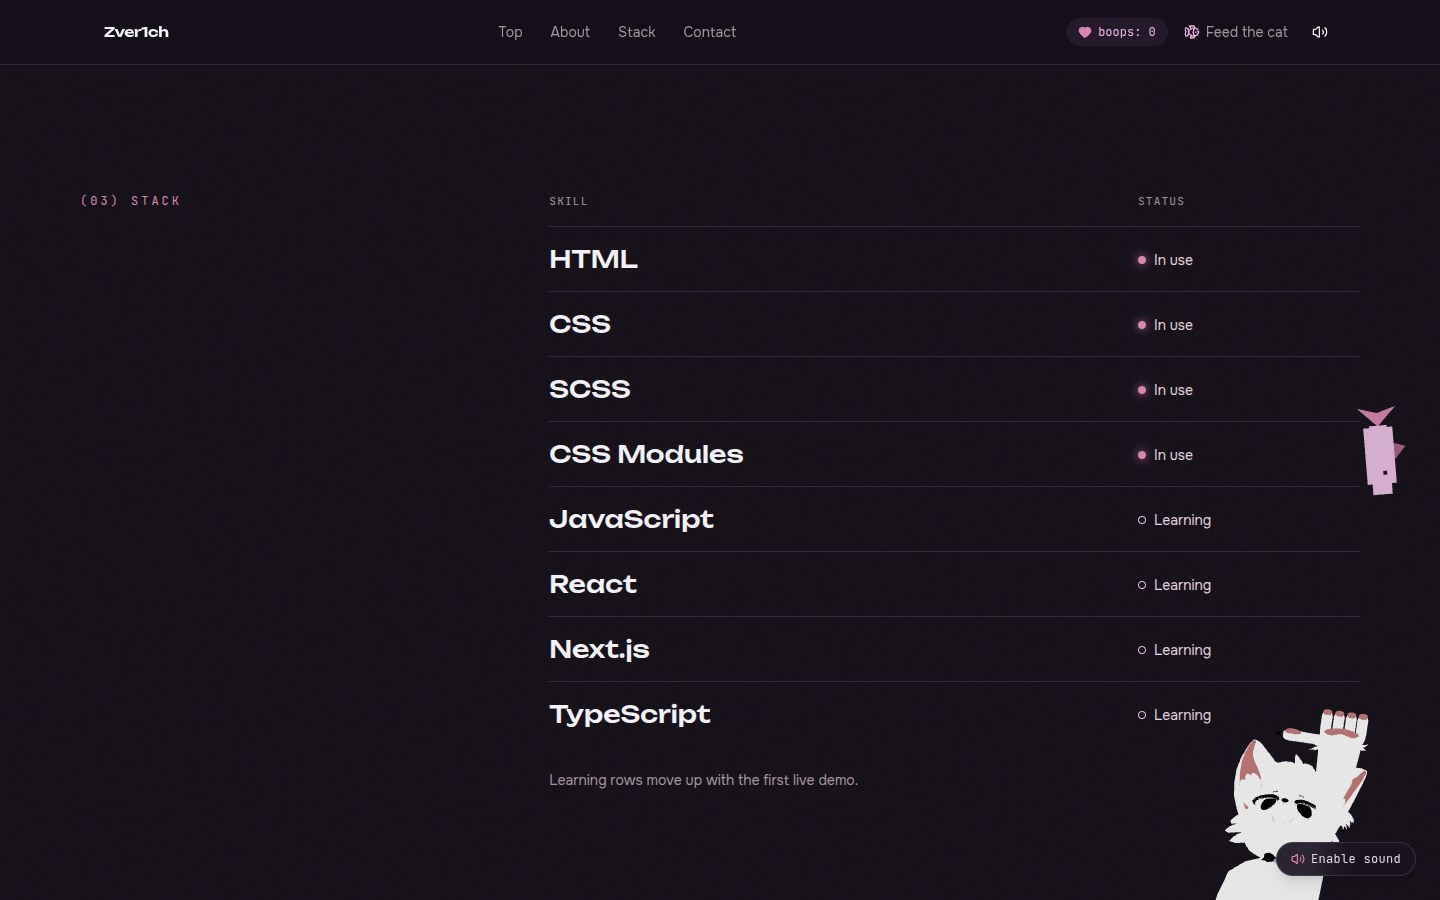 Zver1ch
Top About Stack Contact
boops: 0 Feed the cat
(03) STACK
SKILL STATUS
HTML In use
CSS In use
SCSS In use
CSS Modules In use
JavaScript Learning
React Learning
Next.js Learning
TypeScript Learning
Learning rows move up with the first live demo.
Enable sound